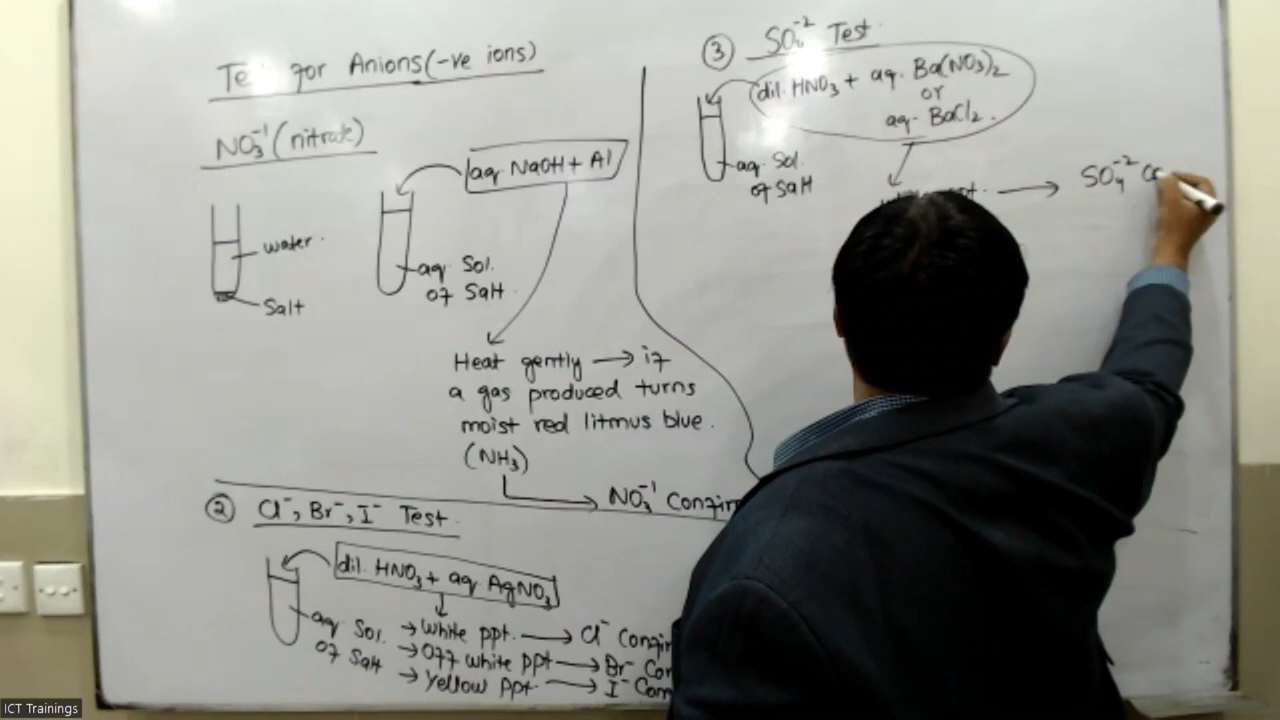 Test for Anions(-ve ions)
NO₃⁻¹ (nitrate)
water.
Salt
aq. NaOH + Al
aq. Sol.
of Salt.
Heat gently → if
a gas produced turns
moist red litmus blue.
(NH₃)
NO₃⁻¹ Confirm
② Cl⁻, Br⁻, I⁻ Test.
dil. HNO₃ + aq. AgNO₃
aq. Sol.
of Salt
→ White ppt. → Cl⁻ Confirm
→ Off white ppt → Br⁻ Con
→ Yellow ppt. → I⁻ Con
③ SO₄⁻² Test.
dil. HNO₃ + aq. Ba(NO₃)₂
or
aq. BaCl₂.
aq. Sol.
of Salt
ppt. → SO₄⁻² Co
ICT Trainings